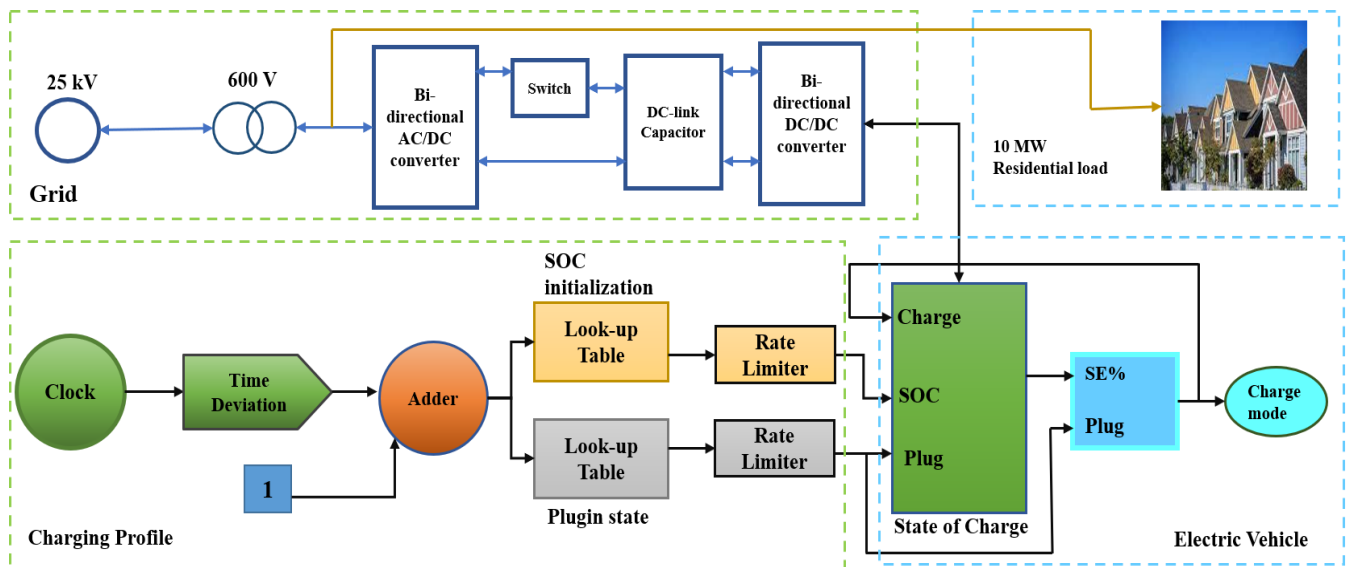 25 kV
600 V
Grid
Bi-
directional
AC/DC
converter
Switch
DC-link
Capacitor
Bi-
directional
DC/DC
converter
10 MW
Residential load
Clock
Time
Deviation
1
Adder
SOC
initialization
Look-up
Table
Rate
Limiter
Look-up
Table
Plugin state
Rate
Limiter
Charging Profile
Charge
SOC
Plug
State of Charge
SE%
Plug
Charge
mode
Electric Vehicle